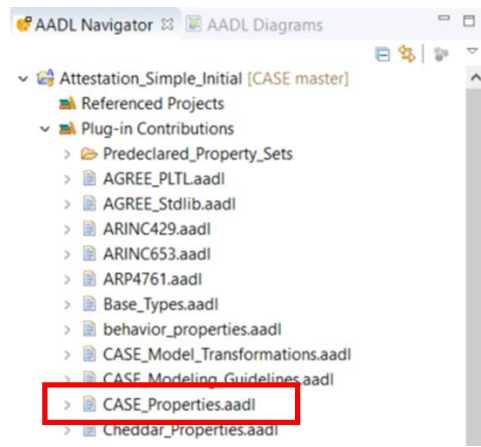 AADL Navigator AADL Diagrams
Attestation_Simple_Initial [CASE master]
Referenced Projects
Plug-in Contributions
Predeclared_Property_Sets
AGREE_PLTL.aadl
AGREE_Stdlib.aadl
ARINC429.aadl
ARINC653.aadl
ARP4761.aadl
Base_Types.aadl
behavior_properties.aadl
CASE_Model_Transformations.aadl
CASE_Modeling_Guidelines.aadl
CASE_Properties.aadl
Cheddar_Properties.aadl